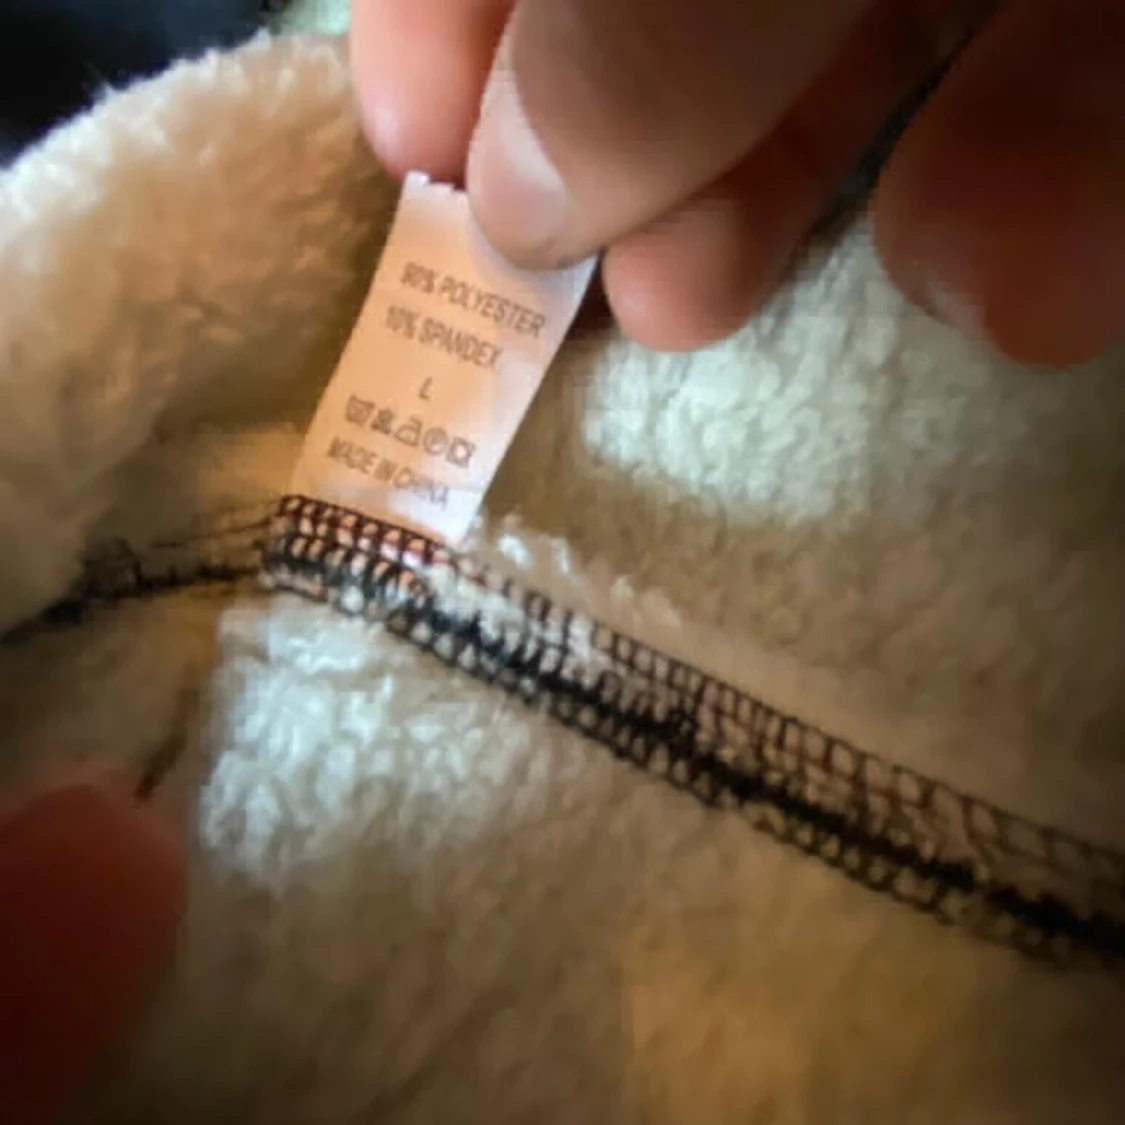 90% POLYESTER
10% SPANDEX
L
MADE IN CHINA